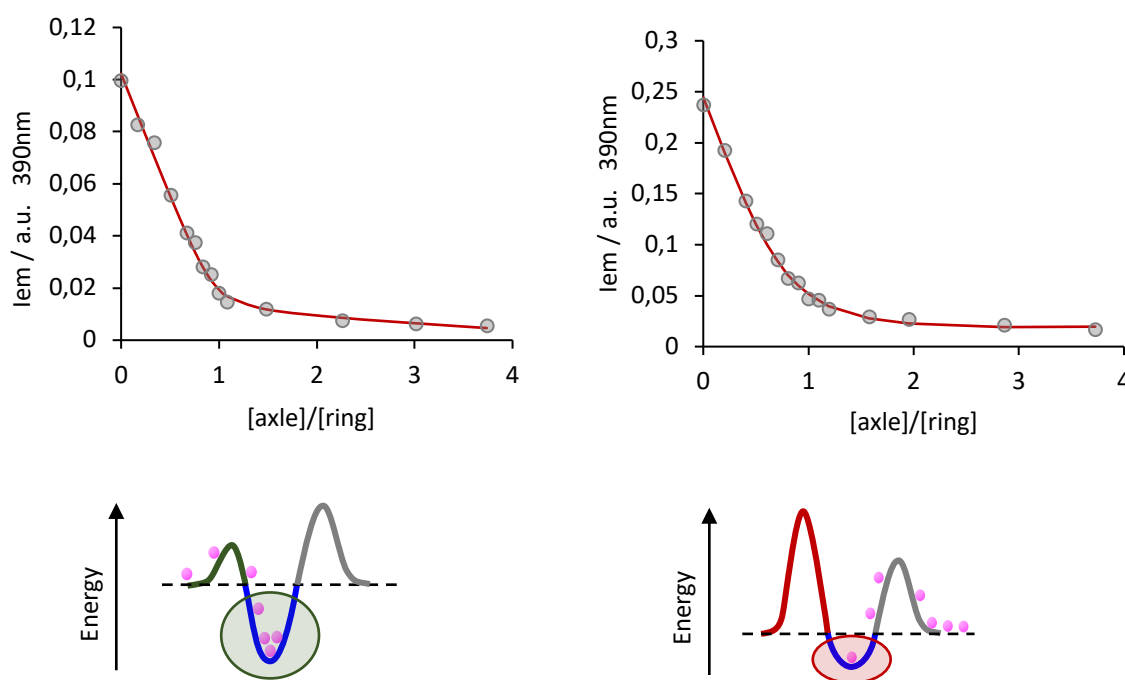 0,12
0,1
0,08
0,06
0,04
0,02
0
Iem / a.u. 390nm
0 1 2 3 4
[axle]/[ring]
0,3
0,25
0,2
0,15
0,1
0,05
0
Iem / a.u. 390nm
0 1 2 3 4
[axle]/[ring]
Energy
Energy